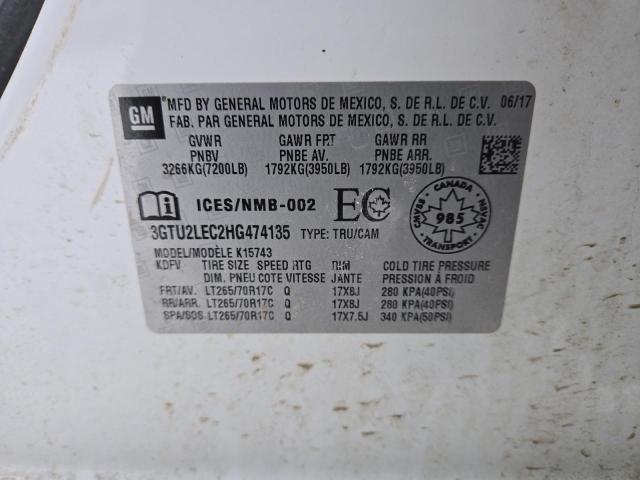 GM
MFD BY GENERAL MOTORS DE MEXICO, S. DE R.L. DE C.V. 06/17
FAB. PAR GENERAL MOTORS DE MEXICO, S. DE R.L. DE C.V.
GVWR GAWR FRT GAWR RR
PNBV PNBE AV. PNBE ARR.
3266KG(7200LB) 1792KG(3950LB) 1792KG(3950LB)
ICES/NMB-002 EC
CANADA CMVSS 985 NSVAC TRANSPORT
3GTU2LEC2HG474135 TYPE: TRU/CAM
MODEL/MODÈLE K15743
KDFV TIRE SIZE SPEED RTG RIM COLD TIRE PRESSURE
DIM. PNEU COTE VITESSE JANTE PRESSION À FROID
FRT/AV. LT265/70R17C Q 17X8J 280 KPA(40PSI)
RR/ARR. LT265/70R17C Q 17X8J 280 KPA(40PSI)
SPA/SOS LT265/70R17C Q 17X7.5J 340 KPA(50PSI)